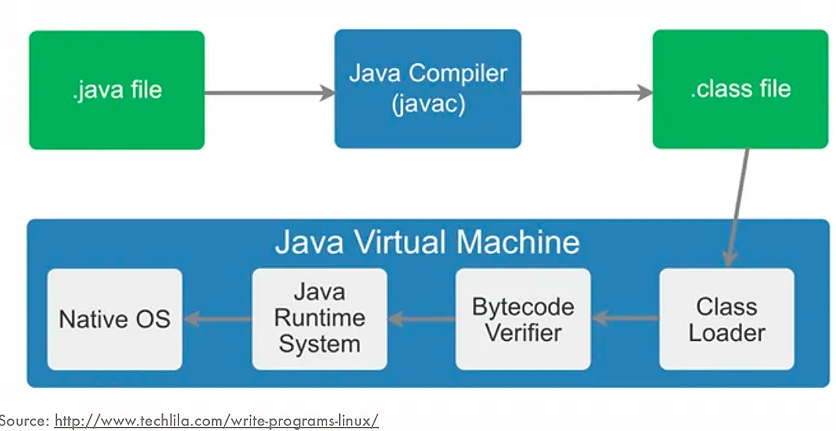 .java file
Java Compiler
(javac)
.class file
Java Virtual Machine
Native OS
Java
Runtime
System
Bytecode
Verifier
Class
Loader
Source: http://www.techlila.com/write-programs-linux/